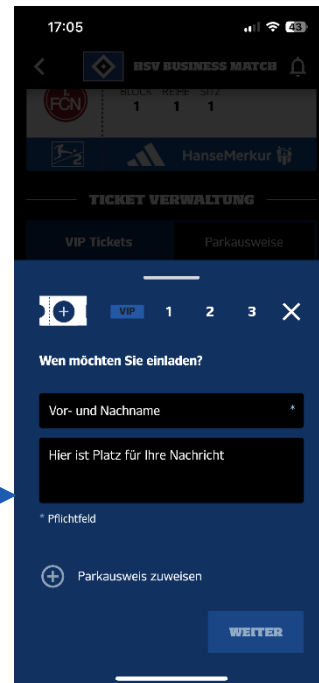 17:05
43
HSV BUSINESS MATCH
FCN
BLOCK REIHE SITZ
1 1 1
2
HanseMerkur
TICKET VERWALTUNG
VIP Tickets Parkausweise
VIP 1 2 3
Wen möchten Sie einladen?
Vor- und Nachname *
Hier ist Platz für Ihre Nachricht
* Pflichtfeld
Parkausweis zuweisen
WEITER